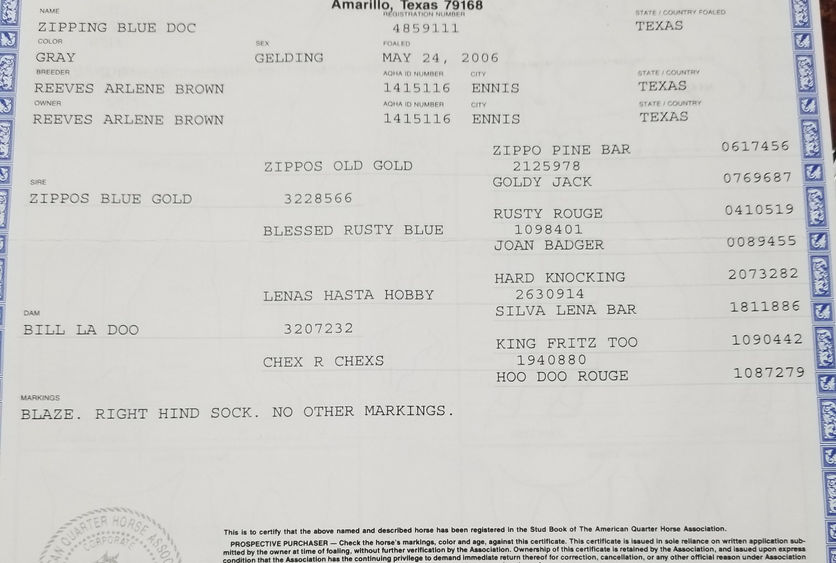 Amarillo, Texas 79168
NAME REGISTRATION NUMBER STATE / COUNTRY FOALED
ZIPPING BLUE DOC 4859111 TEXAS
COLOR SEX FOALED
GRAY GELDING MAY 24, 2006
BREEDER AQHA ID NUMBER CITY STATE / COUNTRY
REEVES ARLENE BROWN 1415116 ENNIS TEXAS
OWNER AQHA ID NUMBER CITY STATE / COUNTRY
REEVES ARLENE BROWN 1415116 ENNIS TEXAS
ZIPPO PINE BAR 0617456
ZIPPOS OLD GOLD 2125978
GOLDY JACK 0769687
SIRE
ZIPPOS BLUE GOLD 3228566
RUSTY ROUGE 0410519
BLESSED RUSTY BLUE 1098401
JOAN BADGER 0089455
HARD KNOCKING 2073282
LENAS HASTA HOBBY 2630914
SILVA LENA BAR 1811886
DAM
BILL LA DOO 3207232
KING FRITZ TOO 1090442
CHEX R CHEXS 1940880
HOO DOO ROUGE 1087279
MARKINGS
BLAZE. RIGHT HIND SOCK. NO OTHER MARKINGS.
This is to certify that the above named and described horse has been registered in the Stud Book of The American Quarter Horse Association.
PROSPECTIVE PURCHASER — Check the horse's markings, color and age, against this certificate. This certificate is issued in sole reliance on written application sub-
mitted by the owner at time of foaling, without further verification by the Association. Ownership of this certificate is retained by the Association, and issued upon express
condition that the Association has the continuing privilege to demand immediate return thereof for correction, cancellation, or any other official reason under Association
QUARTER HORSE
CORPORATE